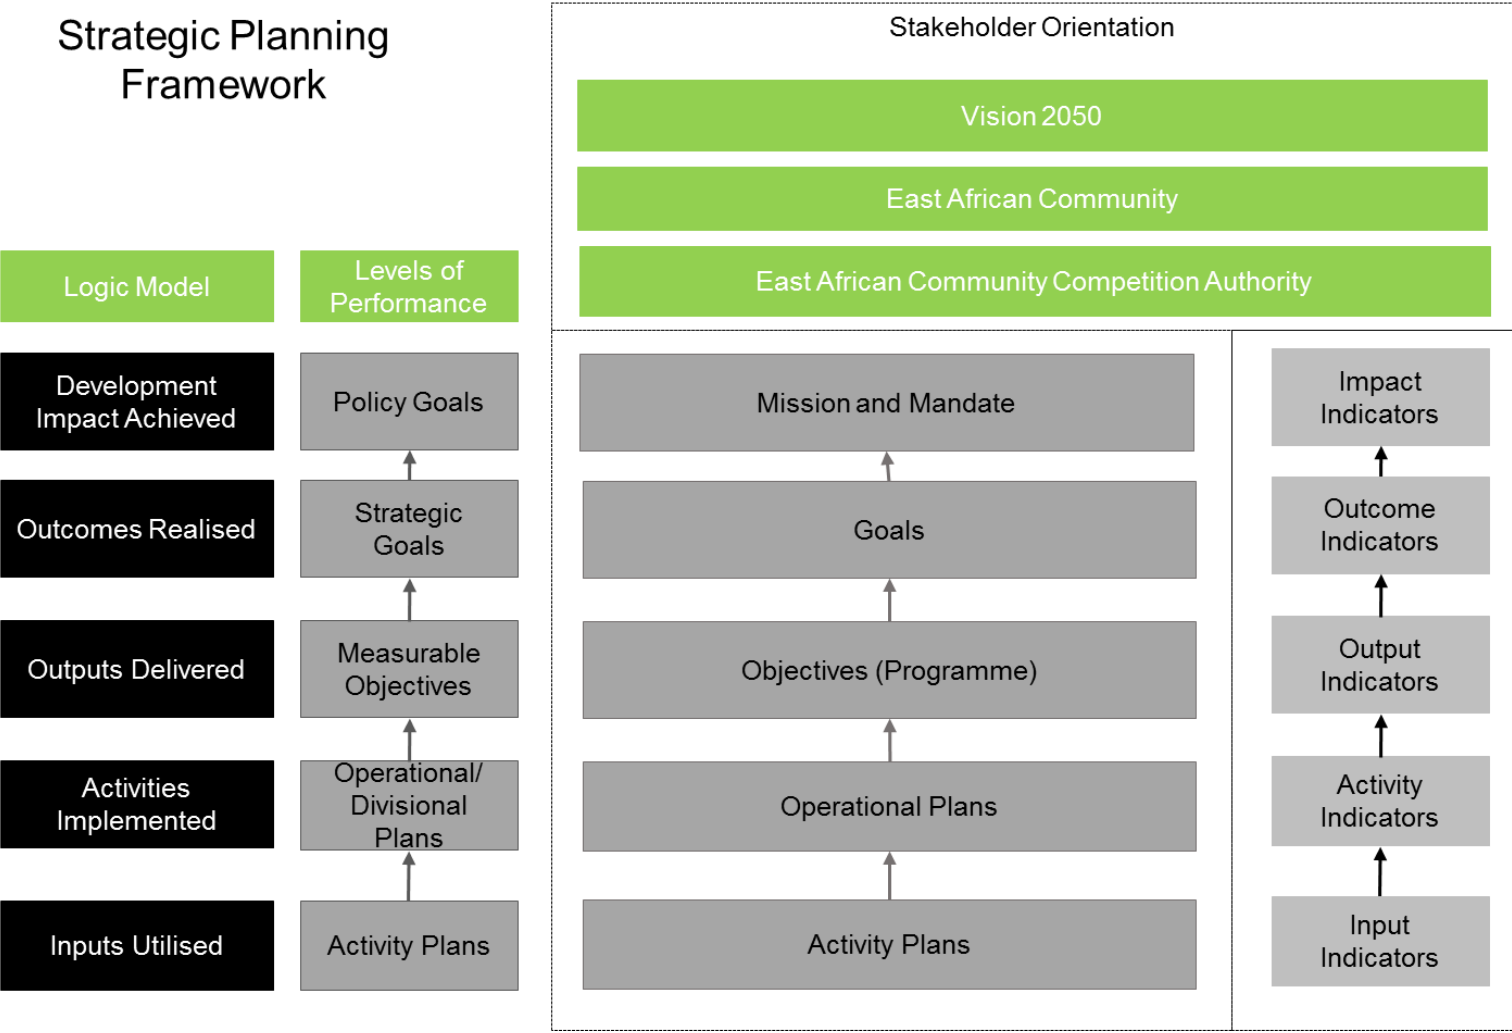 Strategic Planning
Framework
Stakeholder Orientation
Vision 2050
East African Community
East African Community Competition Authority
Logic Model
Levels of
Performance
Development
Impact Achieved
Policy Goals
Mission and Mandate
Impact
Indicators
Outcomes Realised
Strategic
Goals
Goals
Outcome
Indicators
Outputs Delivered
Measurable
Objectives
Objectives (Programme)
Output
Indicators
Activities
Implemented
Operational/
Divisional
Plans
Operational Plans
Activity
Indicators
Inputs Utilised
Activity Plans
Activity Plans
Input
Indicators